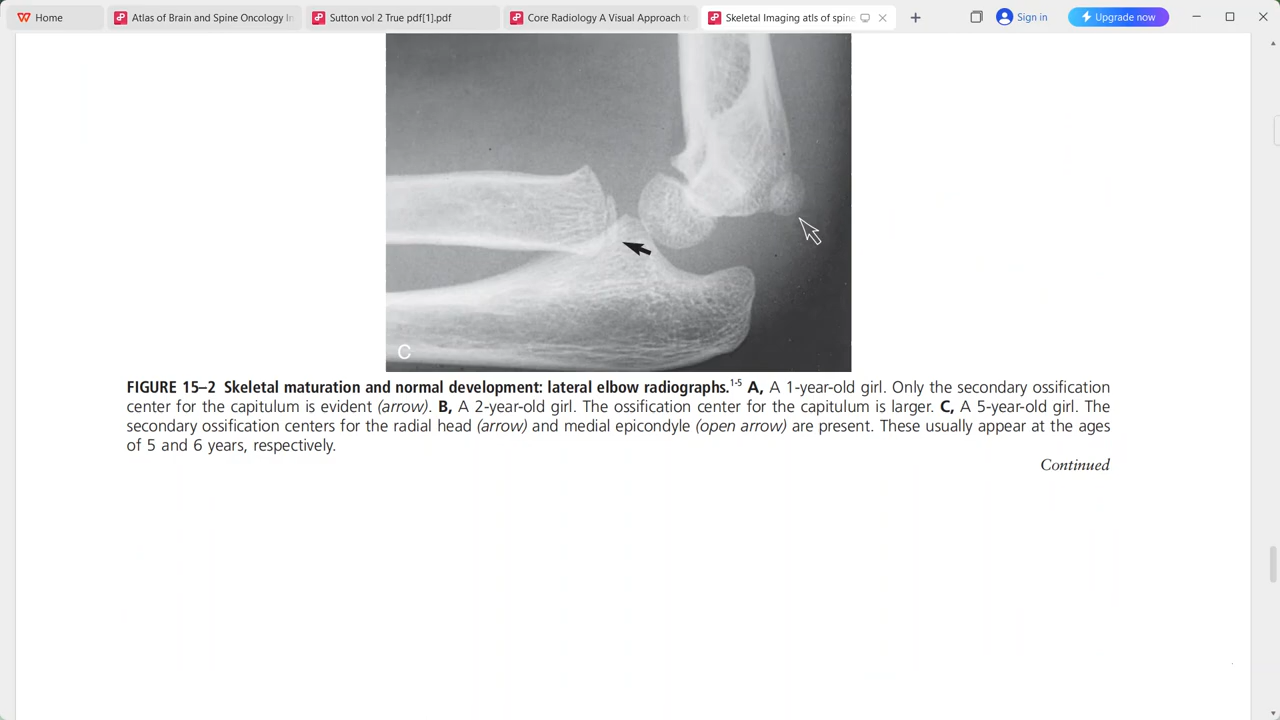 Home
Atlas of Brain and Spine Oncology I
Sutton vol 2 True pdf[1].pdf
Core Radiology A Visual Approach t
Skeletal Imaging atls of spine
Sign in
Upgrade now
C
FIGURE 15–2 Skeletal maturation and normal development: lateral elbow radiographs.1-5 A, A 1-year-old girl. Only the secondary ossification
center for the capitulum is evident (arrow). B, A 2-year-old girl. The ossification center for the capitulum is larger. C, A 5-year-old girl. The
secondary ossification centers for the radial head (arrow) and medial epicondyle (open arrow) are present. These usually appear at the ages
of 5 and 6 years, respectively.
Continued